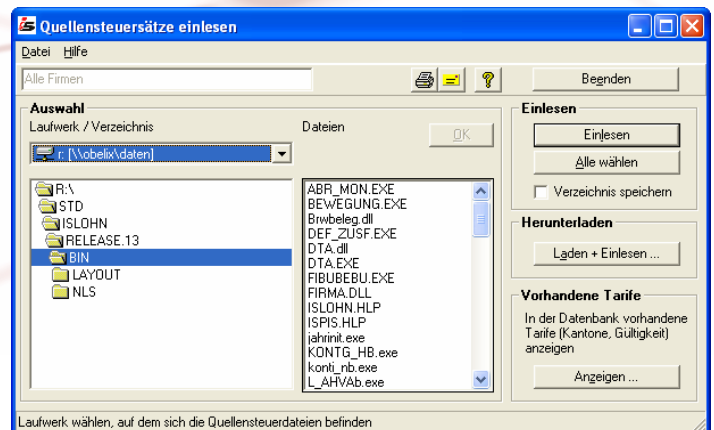 Quellensteuersätze einlesen
Datei Hilfe
Alle Firmen
Beenden
Auswahl
Laufwerk / Verzeichnis
Dateien
OK
r: [\\obelix\daten]
R:\
STD
ISLOHN
RELEASE.13
BIN
LAYOUT
NLS
ABR_MON.EXE
BEWEGUNG.EXE
Brwbeleg.dll
DEF_ZUSF.EXE
DTA.dll
DTA.EXE
FIBUBEBU.EXE
FIRMA.DLL
ISLOHN.HLP
ISPIS.HLP
jahrinit.exe
KONTG_HB.exe
konti_nb.exe
L_AHVAb.exe
Einlesen
Einlesen
Alle wählen
Verzeichnis speichern
Herunterladen
Laden + Einlesen ...
Vorhandene Tarife
In der Datenbank vorhandene
Tarife (Kantone, Gültigkeit)
anzeigen
Anzeigen ...
Laufwerk wählen, auf dem sich die Quellensteuerdateien befinden